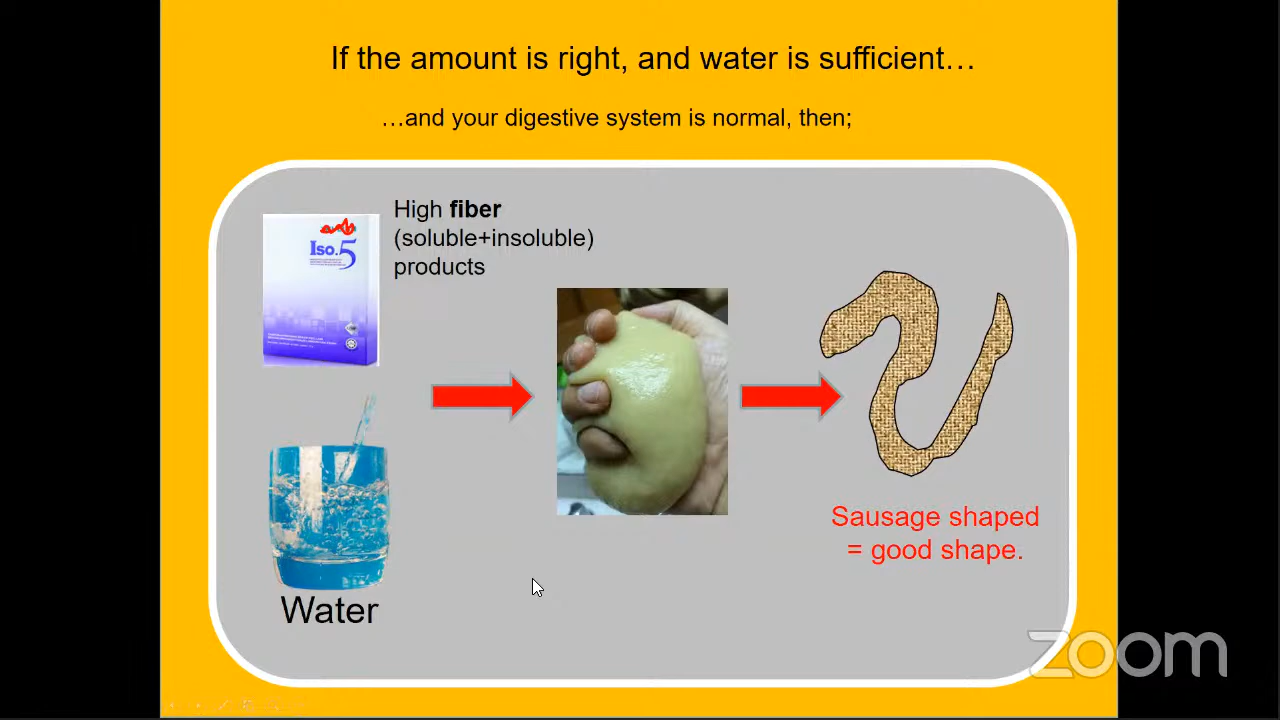 If the amount is right, and water is sufficient…
…and your digestive system is normal, then;
High fiber
(soluble+insoluble)
products
Iso.5
Sausage shaped
= good shape.
Water
zoom